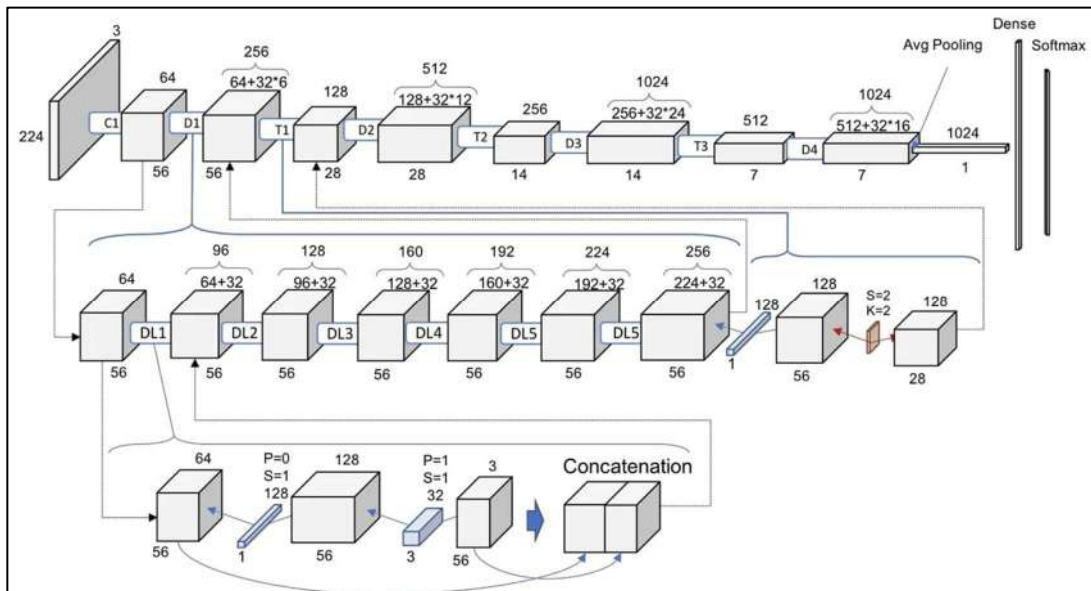 Dense
3
Avg Pooling
Softmax
256
512
1024
1024
64
64+32*6
128
128+32*12
256
256+32*24
512
512+32*16
1024
224
C1
D1
T1
D2
T2
D3
T3
D4
56
56
28
28
14
14
7
7
1
96
128
160
192
224
256
64
64+32
96+32
128+32
160+32
192+32
224+32
128
128
S=2
K=2
128
DL1
DL2
DL3
DL4
DL5
DL5
56
56
56
56
56
56
56
1
56
28
64
P=0
S=1
128
128
P=1
S=1
32
3
Concatenation
56
1
56
3
56